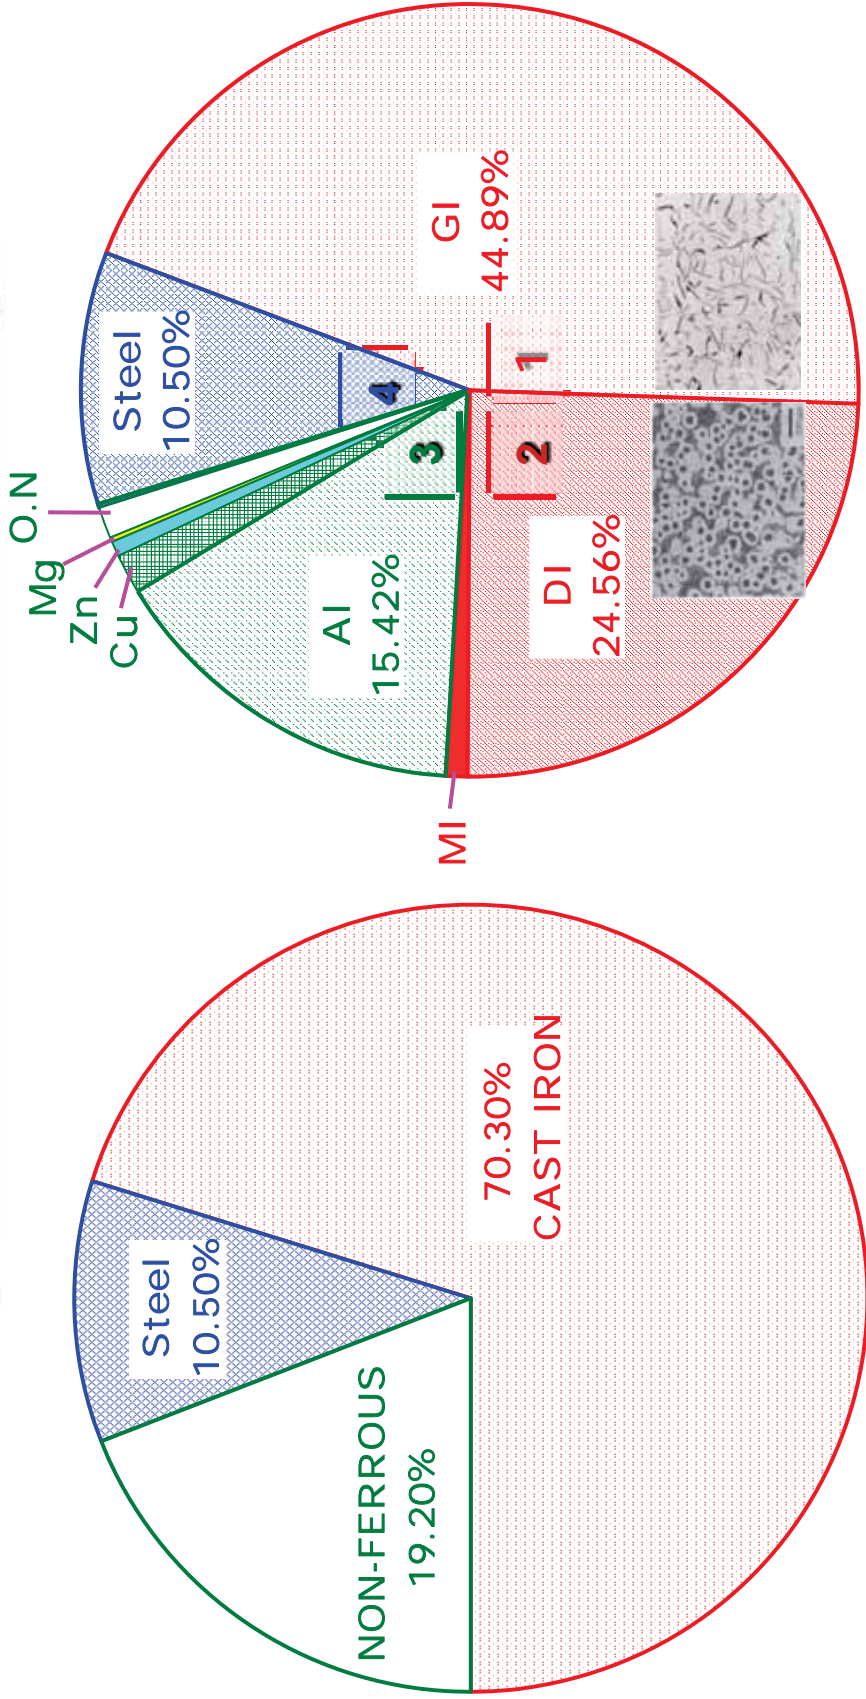 NON-FERROUS
19.20%
Steel
10.50%
70.30%
CAST IRON
O.N
Mg
Zn
Cu
Steel
10.50%
Al
15.42%
MI
GI
44.89%
DI
24.56%
4
3
1
2